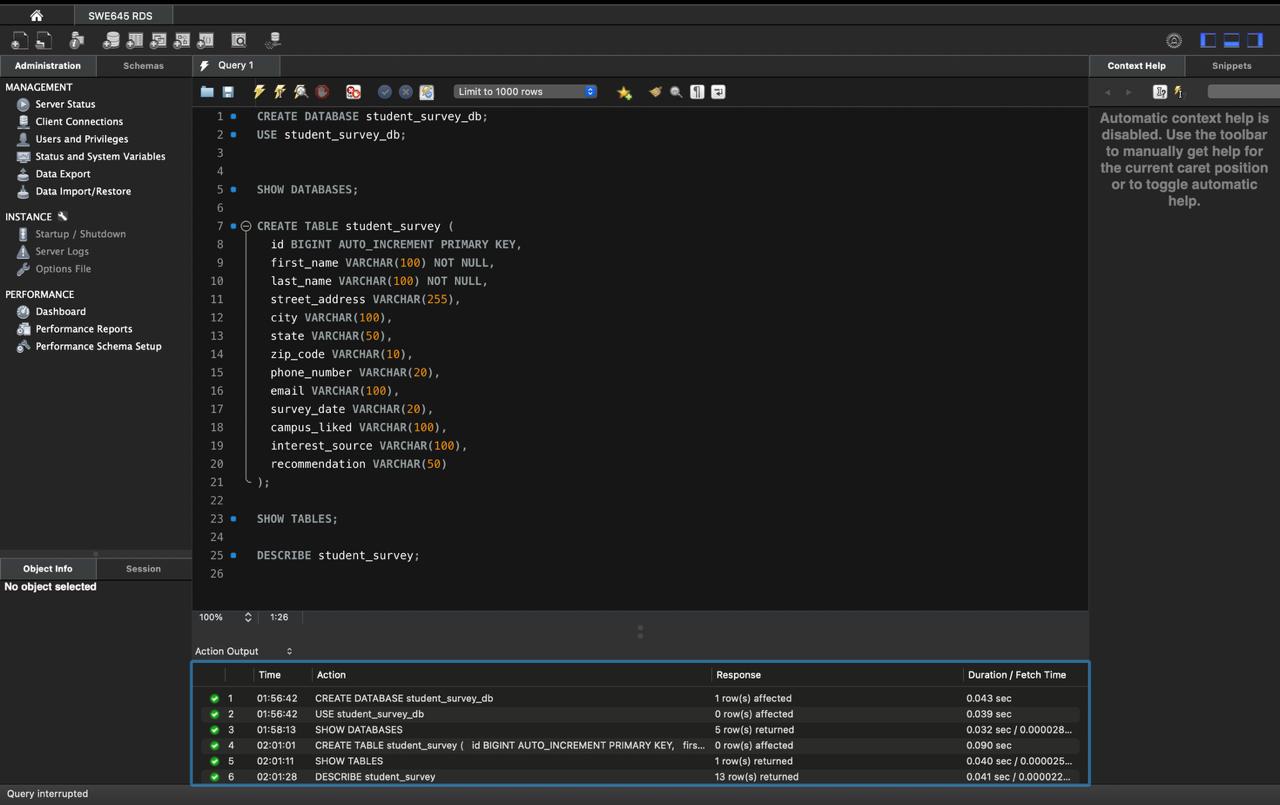 SWE645 RDS
Administration Schemas
Query 1
Context Help Snippets
MANAGEMENT
Server Status
Client Connections
Users and Privileges
Status and System Variables
Data Export
Data Import/Restore
INSTANCE
Startup / Shutdown
Server Logs
Options File
PERFORMANCE
Dashboard
Performance Reports
Performance Schema Setup
Object Info Session
No object selected
Limit to 1000 rows
1 CREATE DATABASE student_survey_db;
2 USE student_survey_db;
3
4
5 SHOW DATABASES;
6
7 CREATE TABLE student_survey (
8 id BIGINT AUTO_INCREMENT PRIMARY KEY,
9 first_name VARCHAR(100) NOT NULL,
10 last_name VARCHAR(100) NOT NULL,
11 street_address VARCHAR(255),
12 city VARCHAR(100),
13 state VARCHAR(50),
14 zip_code VARCHAR(10),
15 phone_number VARCHAR(20),
16 email VARCHAR(100),
17 survey_date VARCHAR(20),
18 campus_liked VARCHAR(100),
19 interest_source VARCHAR(100),
20 recommendation VARCHAR(50)
21 );
22
23 SHOW TABLES;
24
25 DESCRIBE student_survey;
26
100% 1:26
Automatic context help is
disabled. Use the toolbar
to manually get help for
the current caret position
or to toggle automatic
help.
Action Output
Time Action Response Duration / Fetch Time
1 01:56:42 CREATE DATABASE student_survey_db 1 row(s) affected 0.043 sec
2 01:56:42 USE student_survey_db 0 row(s) affected 0.039 sec
3 01:58:13 SHOW DATABASES 5 row(s) returned 0.032 sec / 0.000028...
4 02:01:01 CREATE TABLE student_survey ( id BIGINT AUTO_INCREMENT PRIMARY KEY, firs... 0 row(s) affected 0.090 sec
5 02:01:11 SHOW TABLES 1 row(s) returned 0.040 sec / 0.000025...
6 02:01:28 DESCRIBE student_survey 13 row(s) returned 0.041 sec / 0.000022...
Query interrupted